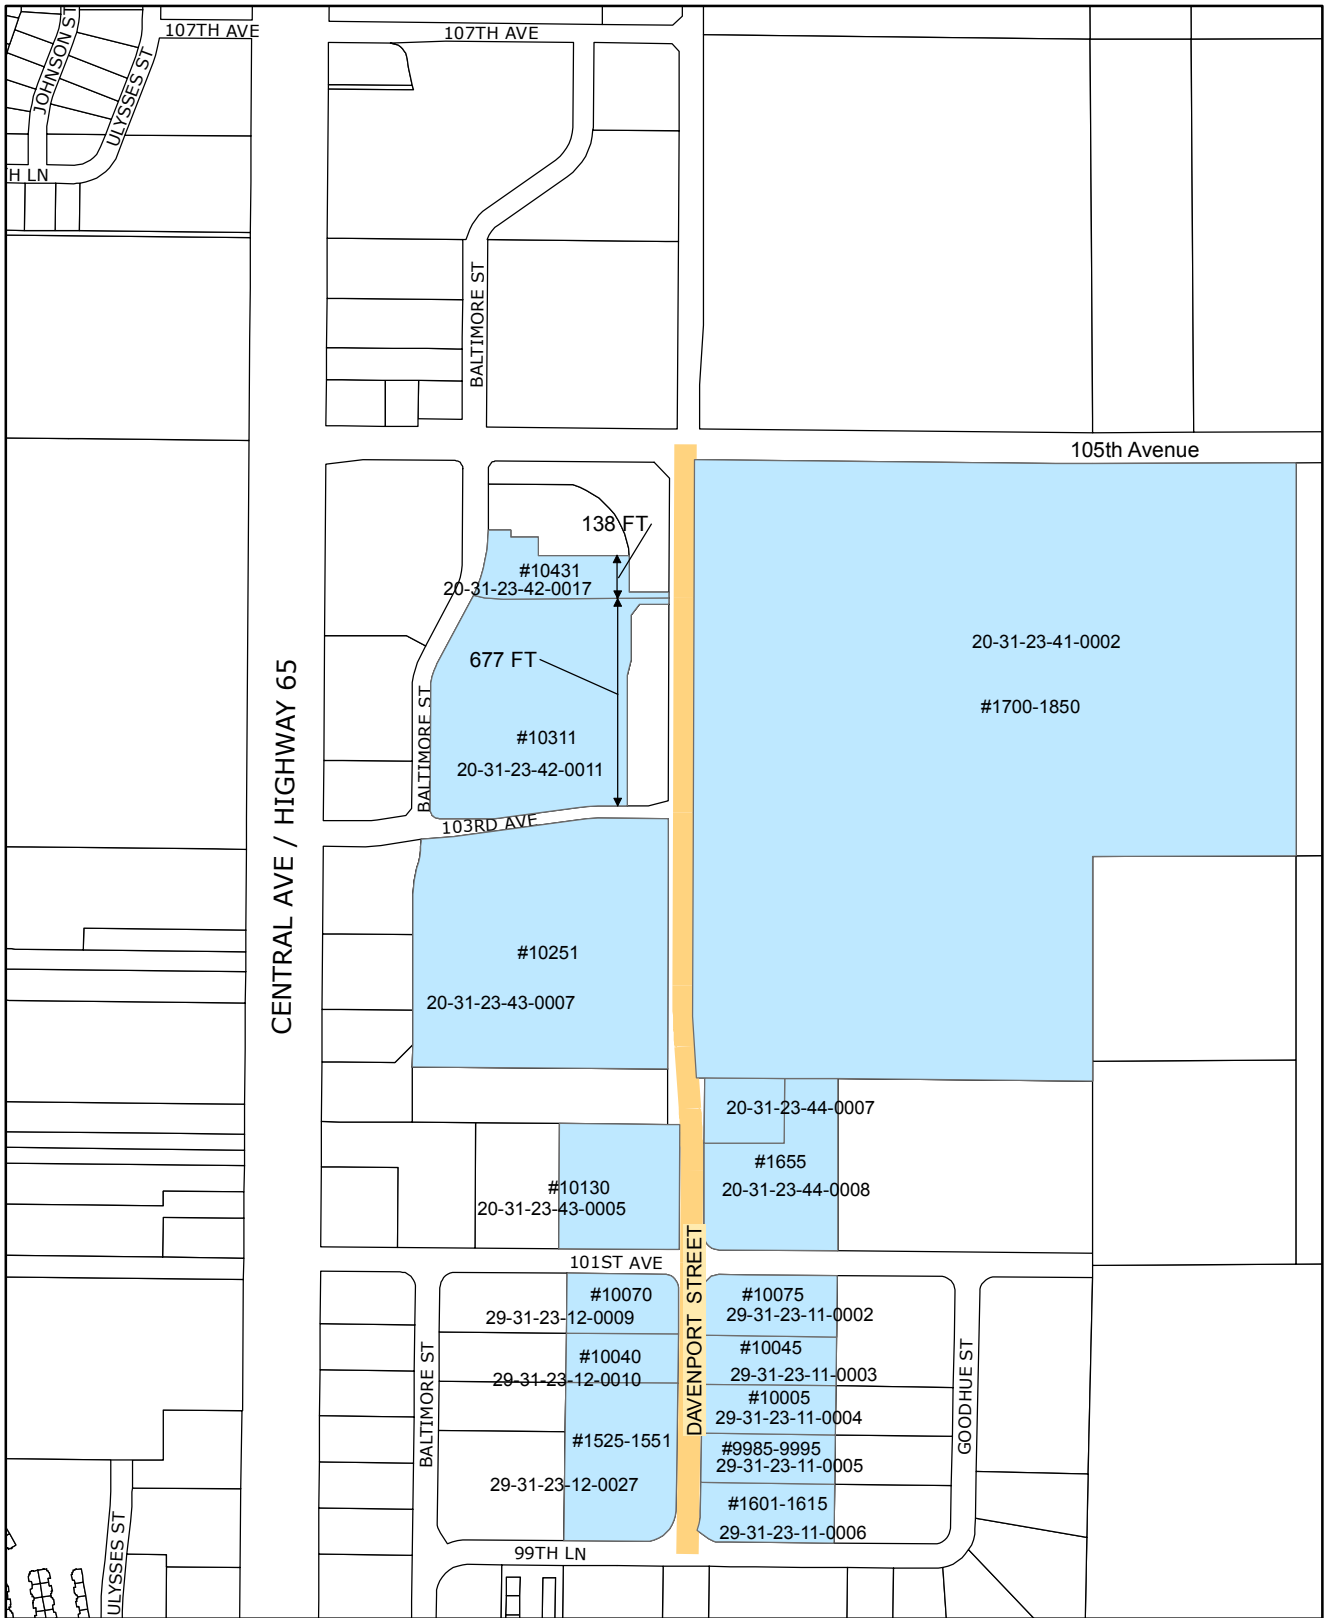 107TH AVE
107TH AVE
JOHNSON ST
ULYSSES ST
H LN
BALTIMORE ST
105th Avenue
138 FT
#10431
20-31-23-42-0017
20-31-23-41-0002
677 FT
#1700-1850
BALTIMORE ST
#10311
20-31-23-42-0011
CENTRAL AVE / HIGHWAY 65
103RD AVE
#10251
20-31-23-43-0007
20-31-23-44-0007
#1655
20-31-23-44-0008
#10130
20-31-23-43-0005
101ST AVE
DAVENPORT STREET
#10070
29-31-23-12-0009
#10075
29-31-23-11-0002
#10040
29-31-23-12-0010
#10045
29-31-23-11-0003
BALTIMORE ST
#10005
29-31-23-11-0004
GOODHUE ST
#1525-1551
29-31-23-12-0027
#9985-9995
29-31-23-11-0005
#1601-1615
29-31-23-11-0006
ULYSSES ST
99TH LN